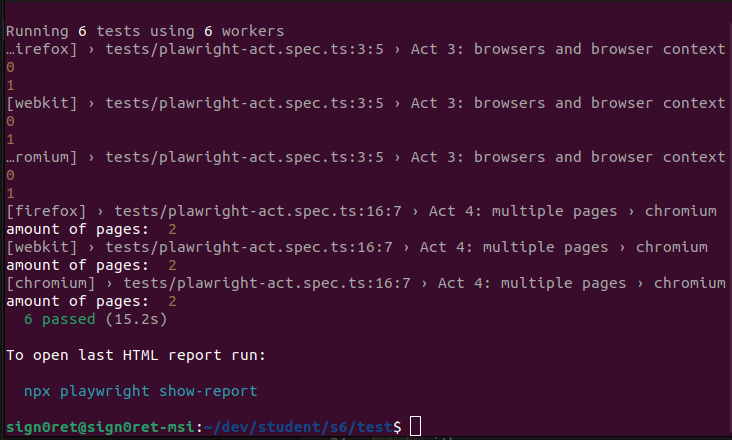 Running 6 tests using 6 workers
…irefox] › tests/plawright-act.spec.ts:3:5 › Act 3: browsers and browser context
0
1
[webkit] › tests/plawright-act.spec.ts:3:5 › Act 3: browsers and browser context
0
1
…romium] › tests/plawright-act.spec.ts:3:5 › Act 3: browsers and browser context
0
1
[firefox] › tests/plawright-act.spec.ts:16:7 › Act 4: multiple pages › chromium
amount of pages:  2
[webkit] › tests/plawright-act.spec.ts:16:7 › Act 4: multiple pages › chromium
amount of pages:  2
[chromium] › tests/plawright-act.spec.ts:16:7 › Act 4: multiple pages › chromium
amount of pages:  2
  6 passed (15.2s)
To open last HTML report run:
  npx playwright show-report
sign0ret@sign0ret-msi:~/dev/student/s6/test$